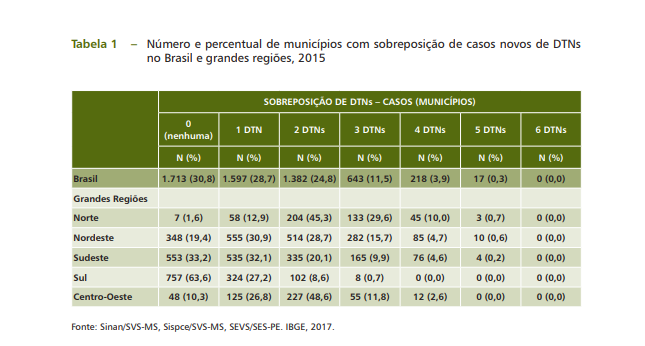 Tabela 1 – Número e percentual de municípios com sobreposição de casos novos de DTNs
no Brasil e grandes regiões, 2015
SOBREPOSIÇÃO DE DTNs – CASOS (MUNICÍPIOS)
0 (nenhuma) 1 DTN 2 DTNs 3 DTNs 4 DTNs 5 DTNs 6 DTNs
N (%) N (%) N (%) N (%) N (%) N (%) N (%)
Brasil 1.713 (30,8) 1.597 (28,7) 1.382 (24,8) 643 (11,5) 218 (3,9) 17 (0,3) 0 (0,0)
Grandes Regiões
Norte 7 (1,6) 58 (12,9) 204 (45,3) 133 (29,6) 45 (10,0) 3 (0,7) 0 (0,0)
Nordeste 348 (19,4) 555 (30,9) 514 (28,7) 282 (15,7) 85 (4,7) 10 (0,6) 0 (0,0)
Sudeste 553 (33,2) 535 (32,1) 335 (20,1) 165 (9,9) 76 (4,6) 4 (0,2) 0 (0,0)
Sul 757 (63,6) 324 (27,2) 102 (8,6) 8 (0,7) 0 (0,0) 0 (0,0) 0 (0,0)
Centro-Oeste 48 (10,3) 125 (26,8) 227 (48,6) 55 (11,8) 12 (2,6) 0 (0,0) 0 (0,0)
Fonte: Sinan/SVS-MS, Sispce/SVS-MS, SEVS/SES-PE. IBGE, 2017.